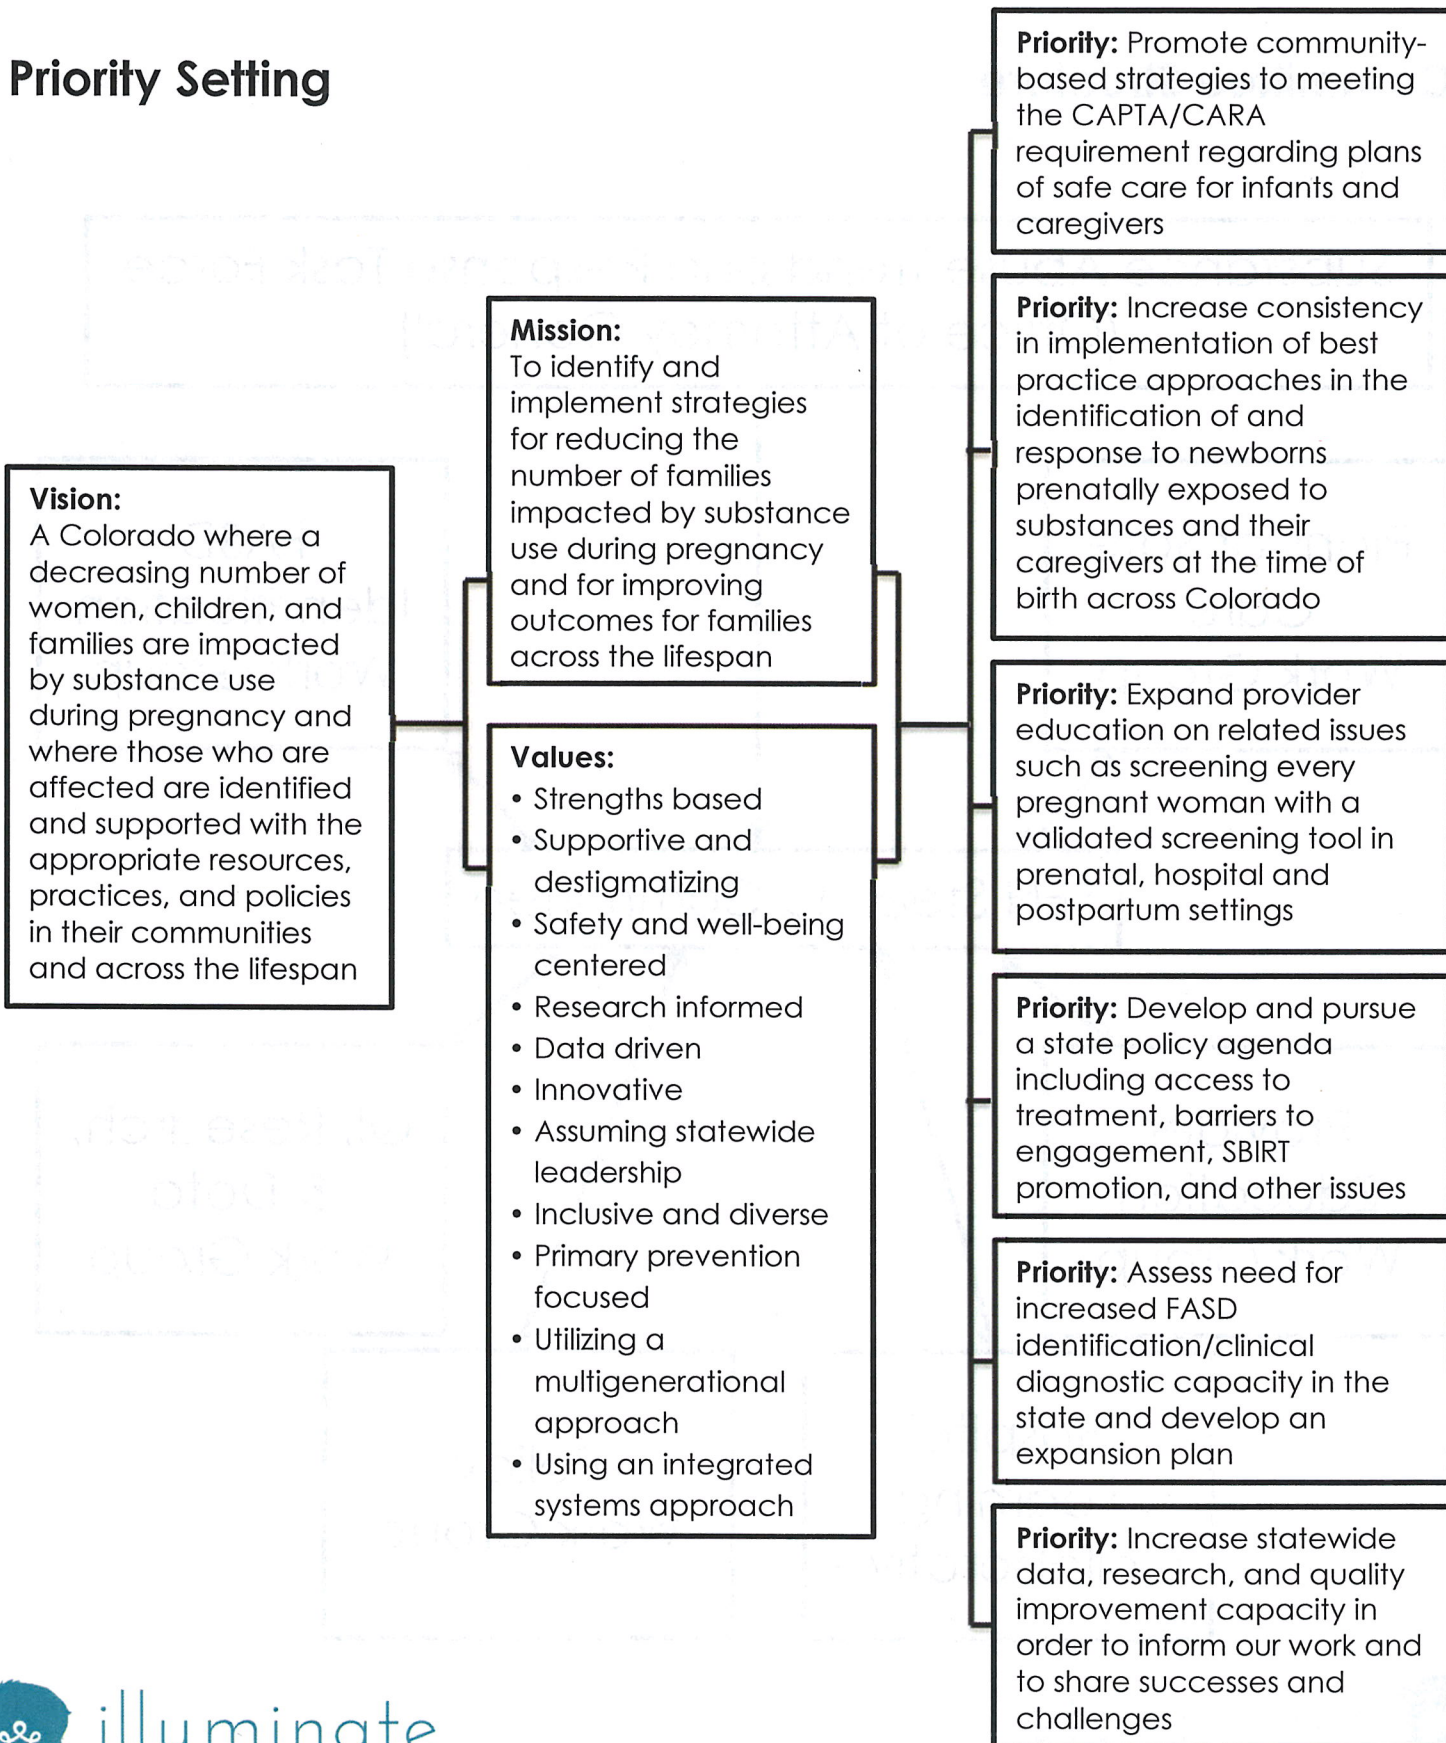 Priority Setting
Vision:
A Colorado where a
decreasing number of
women, children, and
families are impacted
by substance use
during pregnancy and
where those who are
affected are identified
and supported with the
appropriate resources,
practices, and policies
in their communities
and across the lifespan
Mission:
To identify and
implement strategies
for reducing the
number of families
impacted by substance
use during pregnancy
and for improving
outcomes for families
across the lifespan
Values:
• Strengths based
• Supportive and
destigmatizing
• Safety and well-being
centered
• Research informed
• Data driven
• Innovative
• Assuming statewide
leadership
• Inclusive and diverse
• Primary prevention
focused
• Utilizing a
multigenerational
approach
• Using an integrated
systems approach
Priority: Promote community-
based strategies to meeting
the CAPTA/CARA
requirement regarding plans
of safe care for infants and
caregivers
Priority: Increase consistency
in implementation of best
practice approaches in the
identification of and
response to newborns
prenatally exposed to
substances and their
caregivers at the time of
birth across Colorado
Priority: Expand provider
education on related issues
such as screening every
pregnant woman with a
validated screening tool in
prenatal, hospital and
postpartum settings
Priority: Develop and pursue
a state policy agenda
including access to
treatment, barriers to
engagement, SBIRT
promotion, and other issues
Priority: Assess need for
increased FASD
identification/clinical
diagnostic capacity in the
state and develop an
expansion plan
Priority: Increase statewide
data, research, and quality
improvement capacity in
order to inform our work and
to share successes and
challenges
illuminate